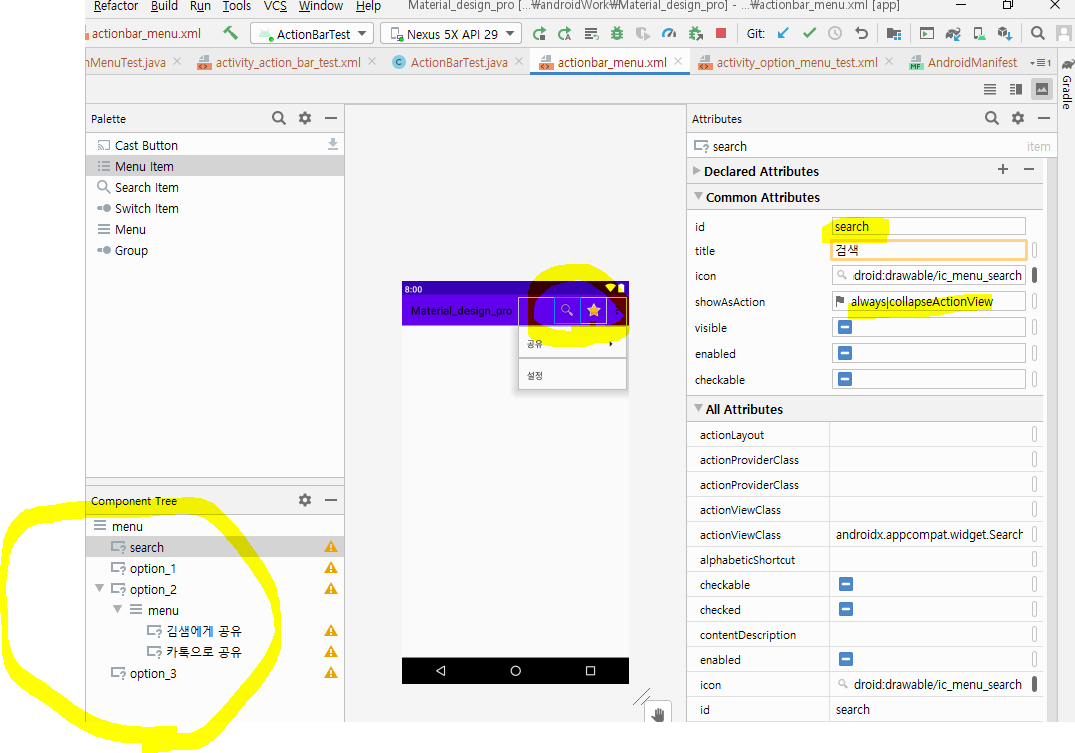 Refactor Build Run Tools VCS Window Help Material_design_pro [...₩androidWork₩Material_design_pro] - ...₩actionbar_menu.xml [app]
actionbar_menu.xml ActionBarTest Nexus 5X API 29 Git:
nMenuTest.java activity_action_bar_test.xml ActionBarTest.java actionbar_menu.xml activity_option_menu_test.xml AndroidManifest
Gradle
Palette
Cast Button
Menu Item
Search Item
Switch Item
Menu
Group
Component Tree
menu
search
option_1
option_2
menu
김샘에게 공유
카톡으로 공유
option_3
8:00
Material_design_pro
공유
설정
Attributes
search item
Declared Attributes
Common Attributes
id search
title 검색
icon droid:drawable/ic_menu_search
showAsAction always|collapseActionView
visible
enabled
checkable
All Attributes
actionLayout
actionProviderClass
actionProviderClass
actionViewClass
actionViewClass androidx.appcompat.widget.Search
alphabeticShortcut
checkable
checked
contentDescription
enabled
icon droid:drawable/ic_menu_search
id search